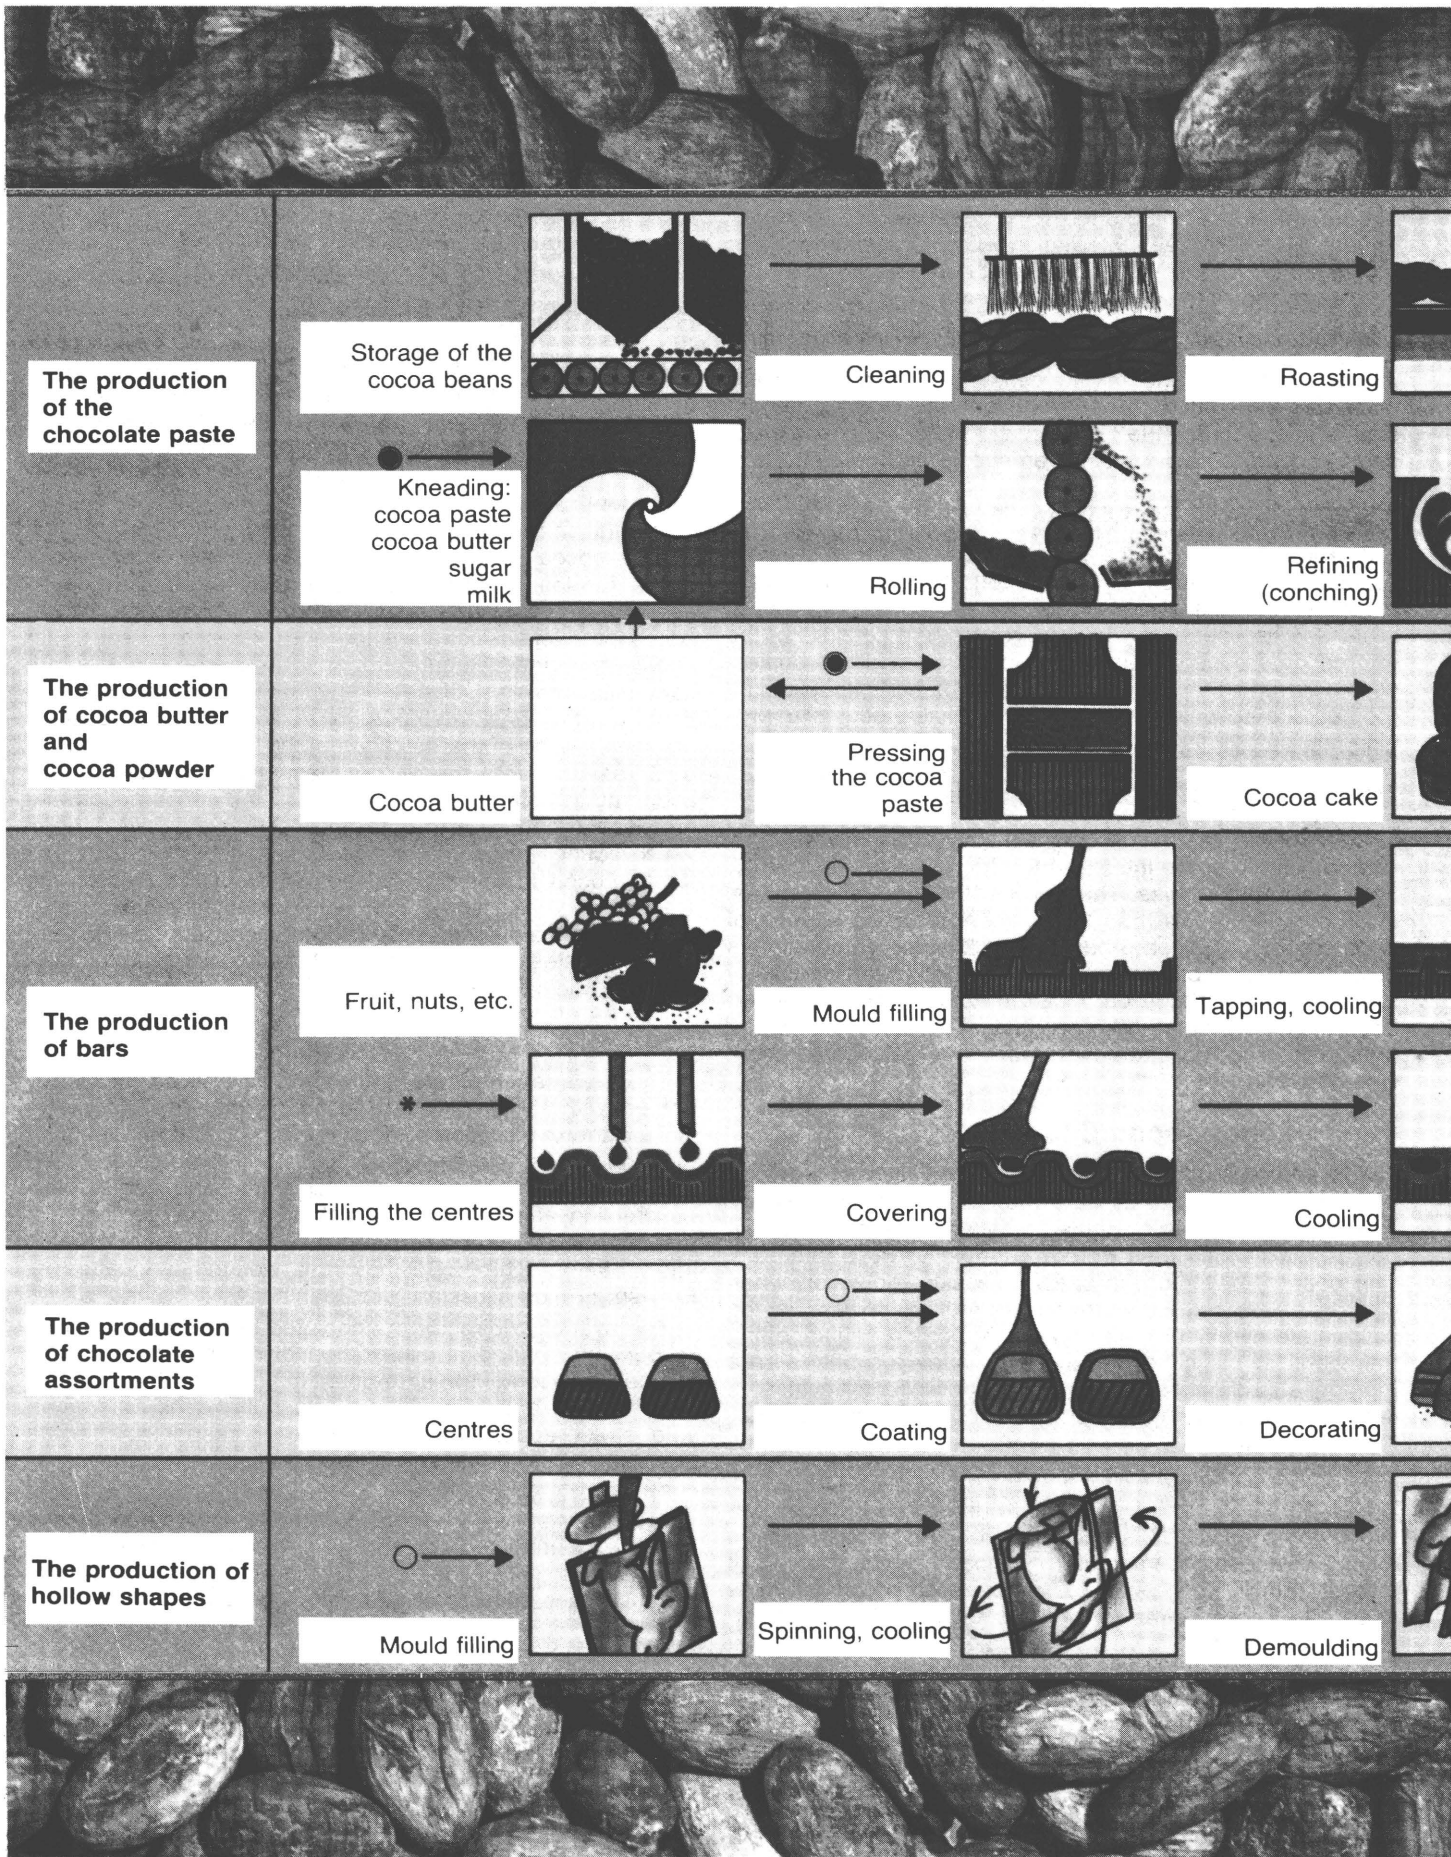 The production
of the
chocolate paste
Storage of the
cocoa beans
Cleaning
Roasting
Kneading:
cocoa paste
cocoa butter
sugar
milk
Rolling
Refining
(conching)
The production
of cocoa butter
and
cocoa powder
Cocoa butter
Pressing
the cocoa
paste
Cocoa cake
The production
of bars
Fruit, nuts, etc.
Mould filling
Tapping, cooling
*
Filling the centres
Covering
Cooling
The production
of chocolate
assortments
Centres
Coating
Decorating
The production of
hollow shapes
Mould filling
Spinning, cooling
Demoulding